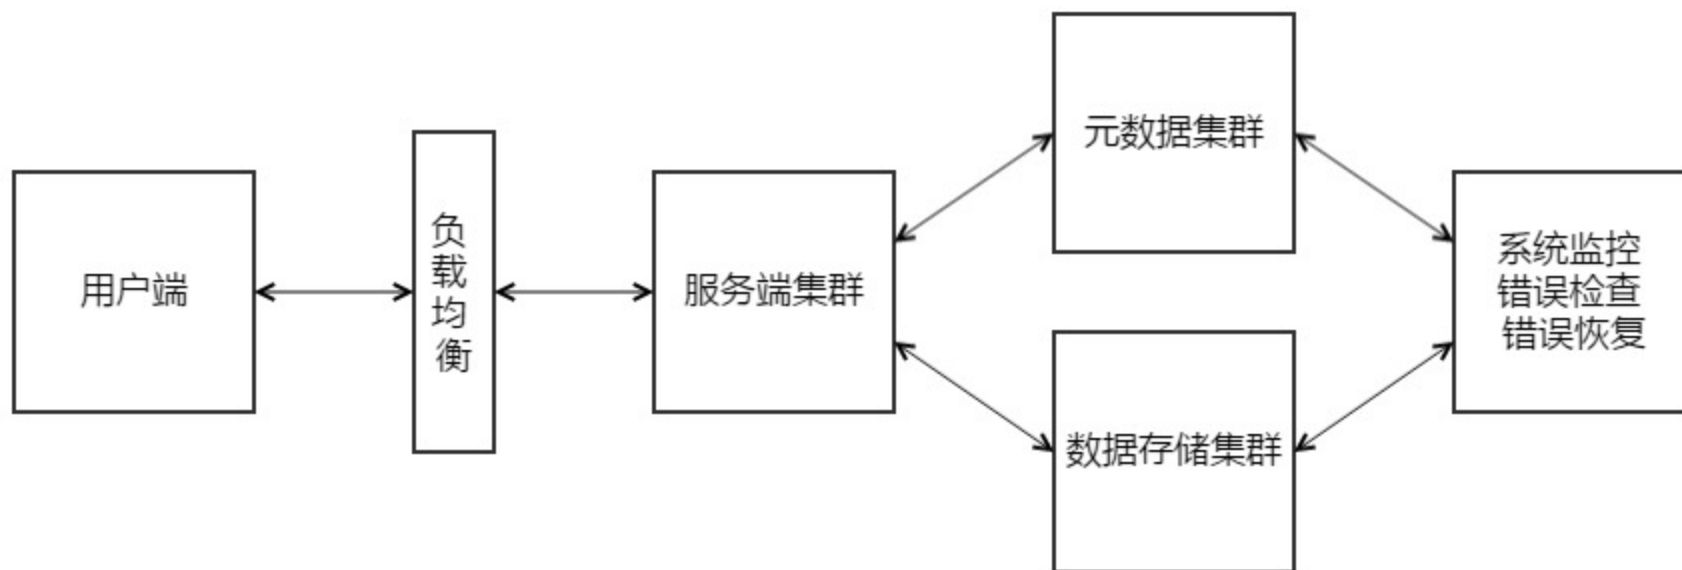 用户端
负
载
均
衡
服务端集群
元数据集群
数据存储集群
系统监控
错误检查
错误恢复